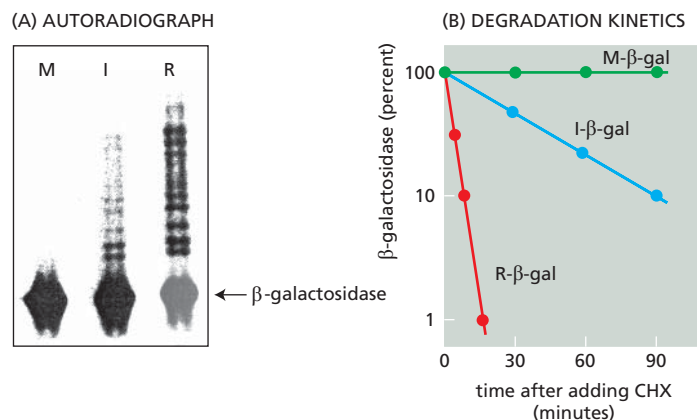 (A) AUTORADIOGRAPH
M I R
β-galactosidase
(B) DEGRADATION KINETICS
β-galactosidase (percent)
100
10
1
M-β-gal
I-β-gal
R-β-gal
0 30 60 90
time after adding CHX
(minutes)